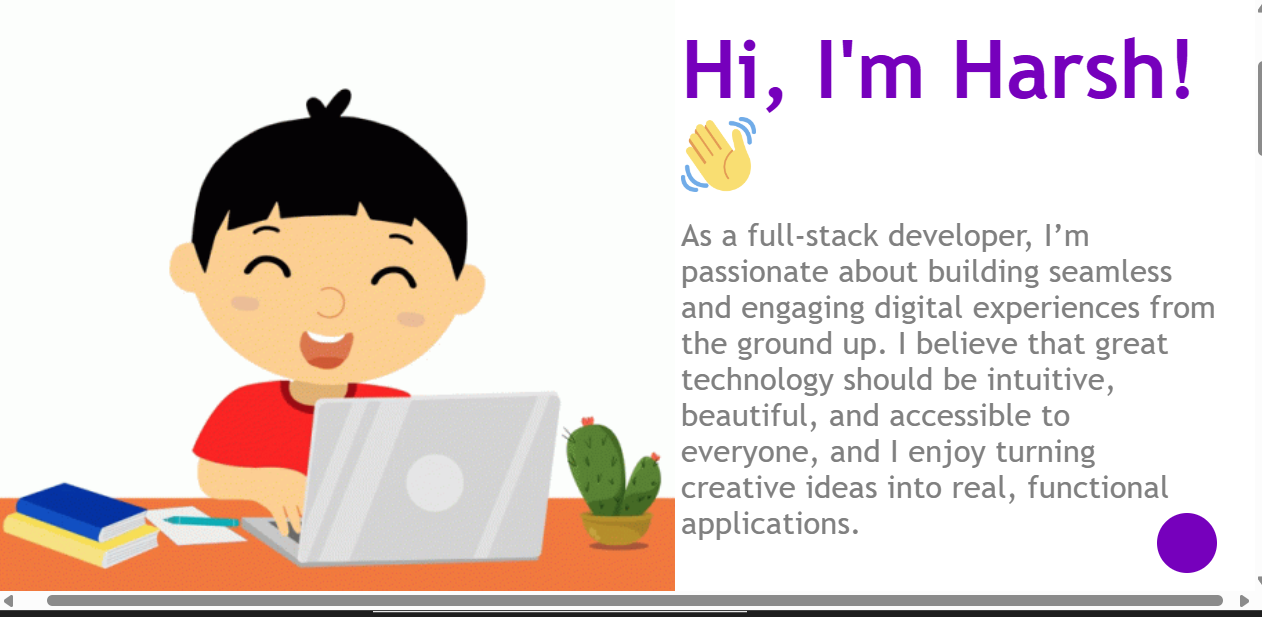 Hi, I'm Harsh!
👋
As a full-stack developer, I’m
passionate about building seamless
and engaging digital experiences from
the ground up. I believe that great
technology should be intuitive,
beautiful, and accessible to
everyone, and I enjoy turning
creative ideas into real, functional
applications.